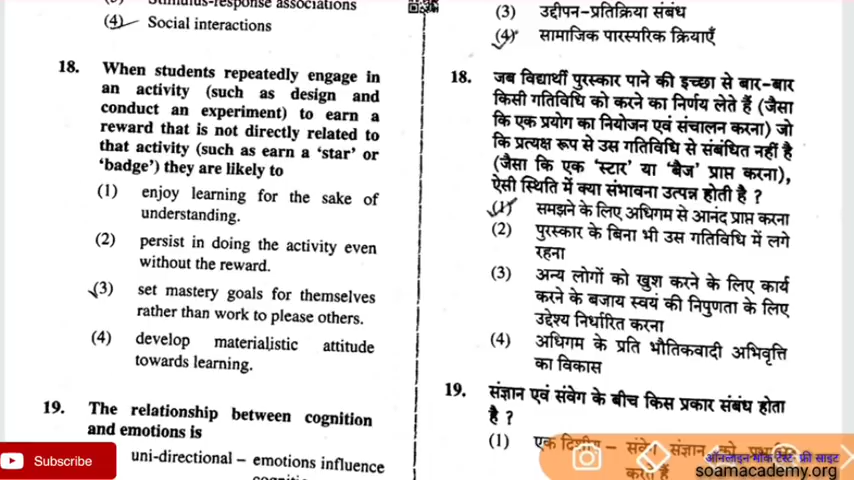 (3) Stimulus-response associations
(4) Social interactions
18. When students repeatedly engage in
an activity (such as design and
conduct an experiment) to earn a
reward that is not directly related to
that activity (such as earn a ‘star’ or
‘badge’) they are likely to
(1) enjoy learning for the sake of
understanding.
(2) persist in doing the activity even
without the reward.
(3) set mastery goals for themselves
rather than work to please others.
(4) develop materialistic attitude
towards learning.
19. The relationship between cognition
and emotions is
uni-directional – emotions influence
(3) उद्दीपन-प्रतिक्रिया संबंध
(4) सामाजिक पारस्परिक क्रियाएँ
18. जब विद्यार्थी पुरस्कार पाने की इच्छा से बार-बार
किसी गतिविधि को करने का निर्णय लेते हैं (जैसा
कि एक प्रयोग का नियोजन एवं संचालन करना) जो
कि प्रत्यक्ष रूप से उस गतिविधि से संबंधित नहीं है
(जैसा कि एक ‘स्टार’ या ‘बैज’ प्राप्त करना),
ऐसी स्थिति में क्या संभावना उत्पन्न होती है ?
(1) समझने के लिए अधिगम से आनंद प्राप्त करना
(2) पुरस्कार के बिना भी उस गतिविधि में लगे
रहना
(3) अन्य लोगों को खुश करने के लिए कार्य
करने के बजाय स्वयं की निपुणता के लिए
उद्देश्य निर्धारित करना
(4) अधिगम के प्रति भौतिकवादी अभिवृत्ति
का विकास
19. संज्ञान एवं संवेग के बीच किस प्रकार संबंध होता
है ?
(1) एक दिशीय – संवेग संज्ञान को
करते हैं
Subscribe
ऑनलाइन मॉक टेस्ट- फ्री साइट
soamacademy.org